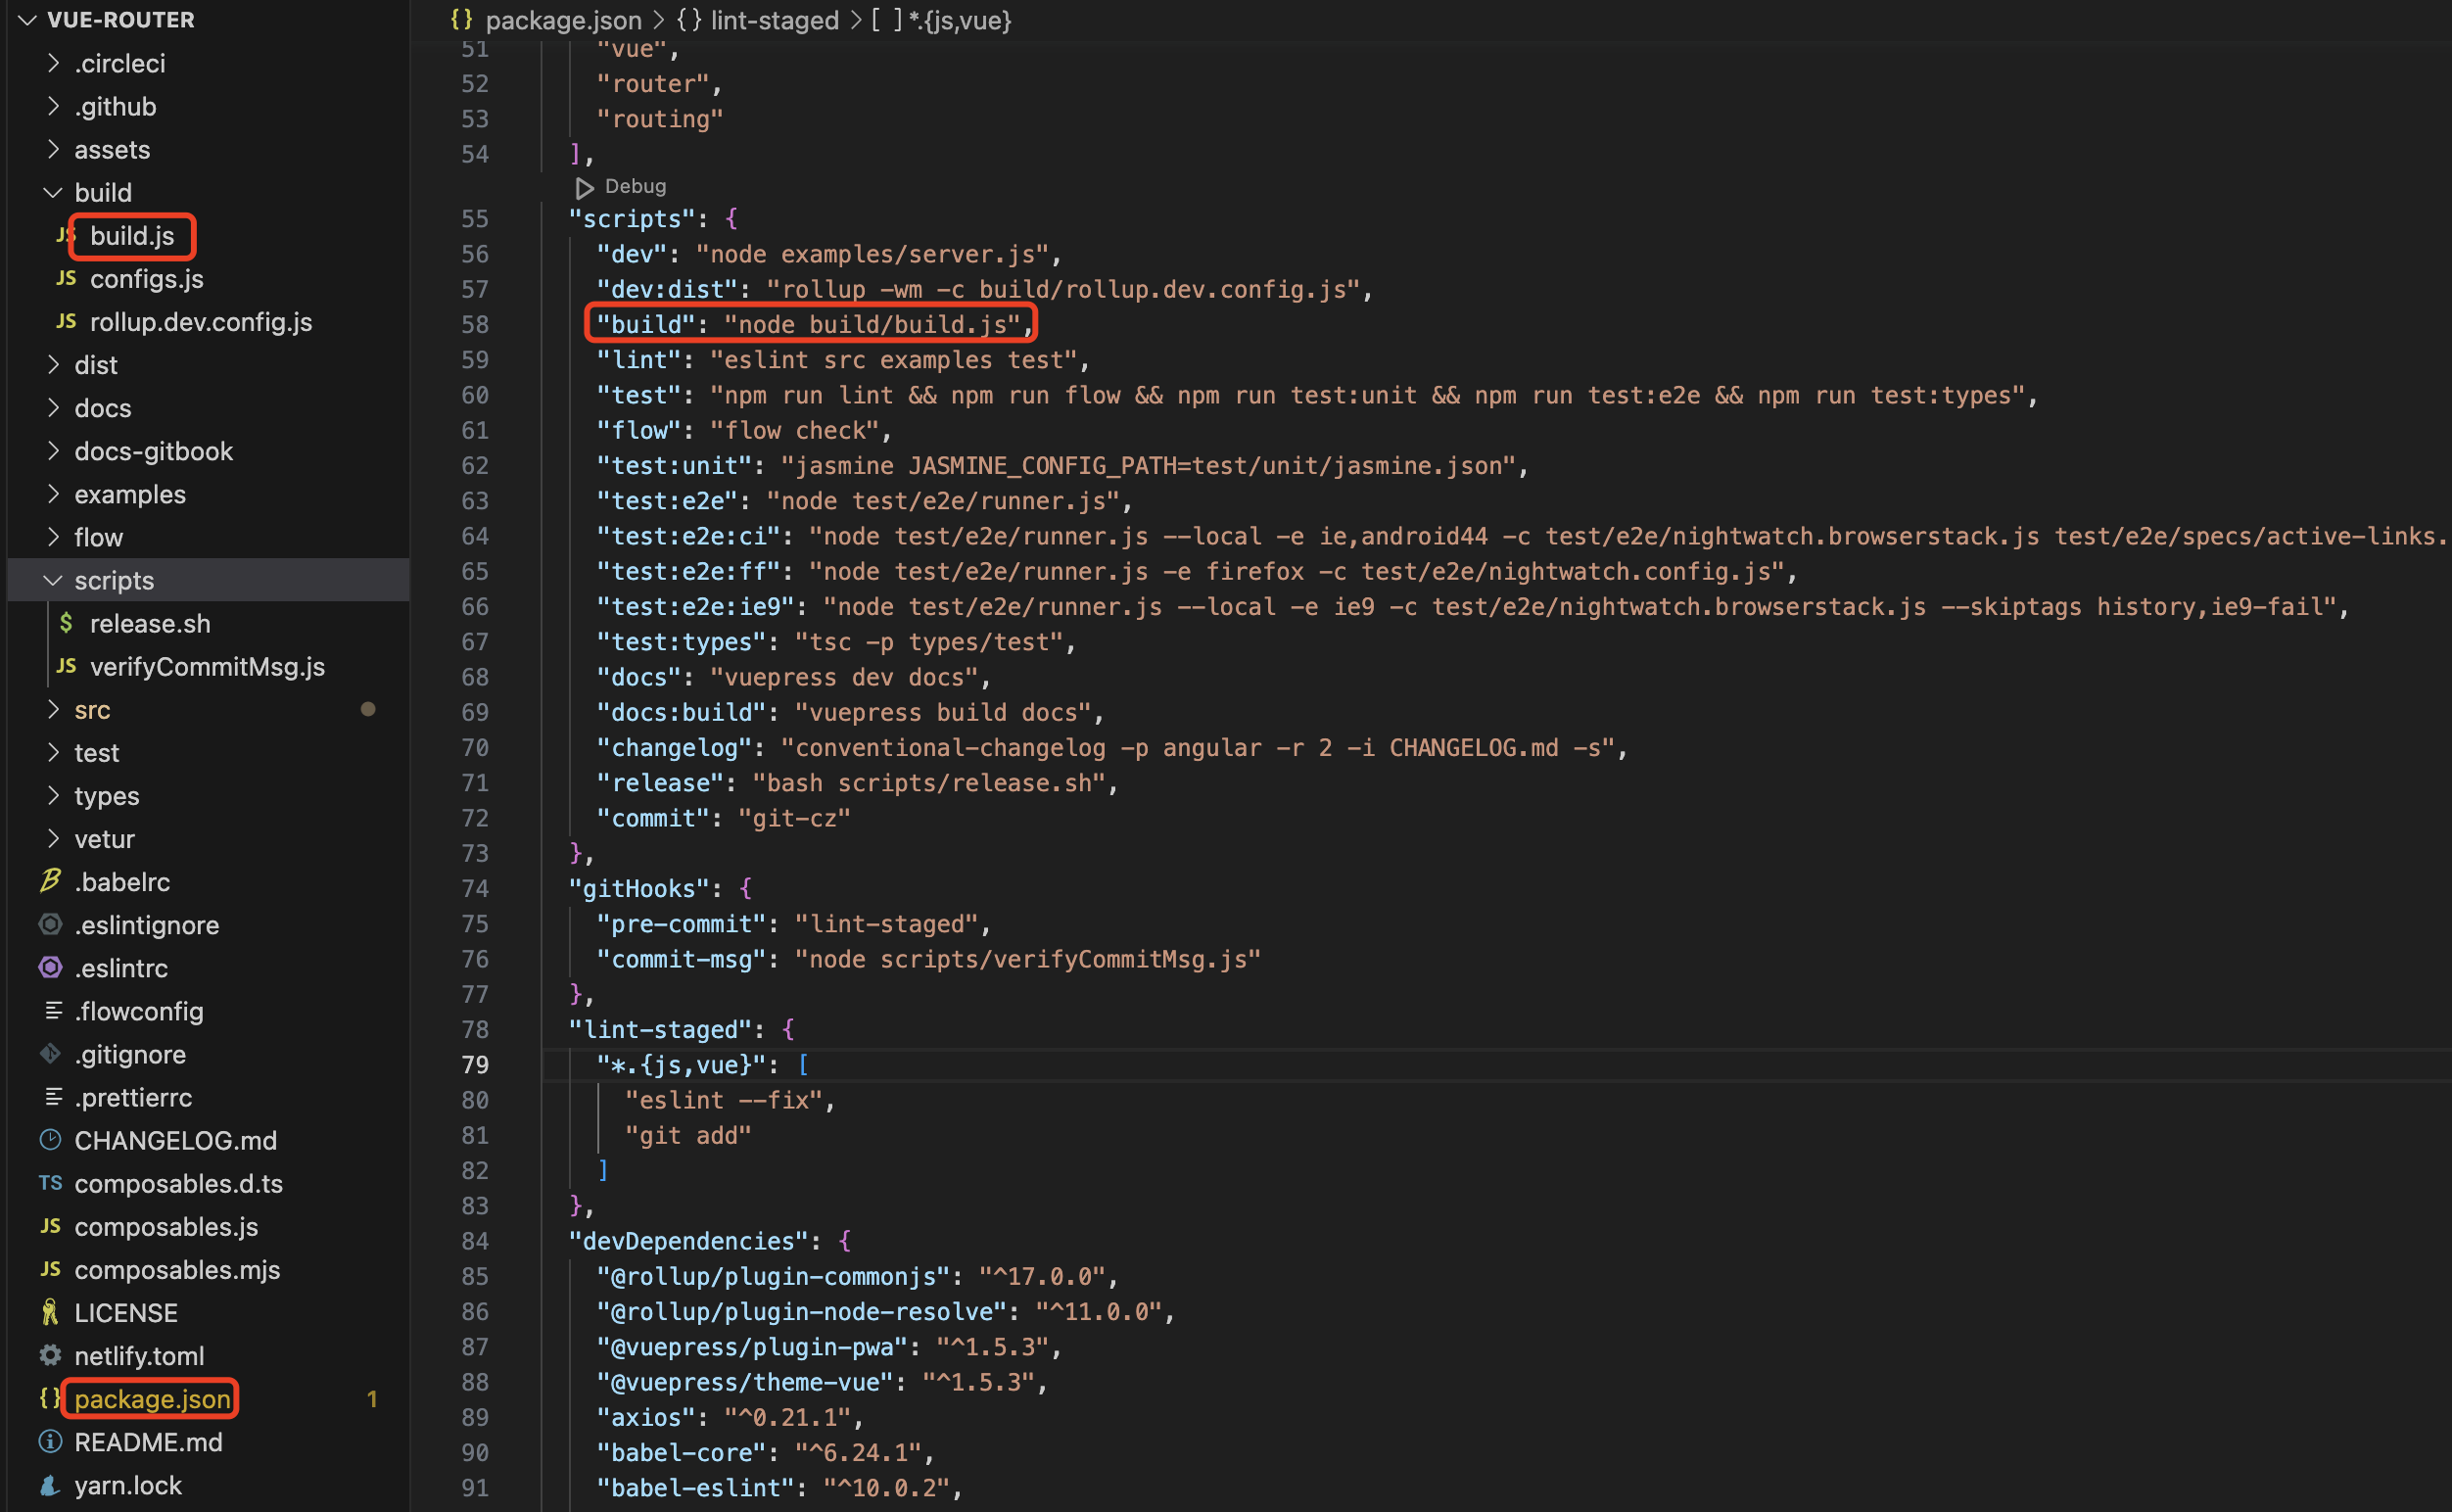 VUE-ROUTER
.circleci
.github
assets
build
JS build.js
JS configs.js
JS rollup.dev.config.js
dist
docs
docs-gitbook
examples
flow
scripts
$ release.sh
JS verifyCommitMsg.js
src
test
types
vetur
.babelrc
.eslintignore
.eslintrc
.flowconfig
.gitignore
.prettierrc
CHANGELOG.md
TS composables.d.ts
JS composables.js
JS composables.mjs
LICENSE
netlify.toml
{} package.json 1
README.md
yarn.lock
{} package.json > {} lint-staged > [ ] *.{js,vue}
51 "vue",
52 "router",
53 "routing"
54 ],
Debug
55 "scripts": {
56 "dev": "node examples/server.js",
57 "dev:dist": "rollup -wm -c build/rollup.dev.config.js",
58 "build": "node build/build.js",
59 "lint": "eslint src examples test",
60 "test": "npm run lint && npm run flow && npm run test:unit && npm run test:e2e && npm run test:types",
61 "flow": "flow check",
62 "test:unit": "jasmine JASMINE_CONFIG_PATH=test/unit/jasmine.json",
63 "test:e2e": "node test/e2e/runner.js",
64 "test:e2e:ci": "node test/e2e/runner.js --local -e ie,android44 -c test/e2e/nightwatch.browserstack.js test/e2e/specs/active-links.
65 "test:e2e:ff": "node test/e2e/runner.js -e firefox -c test/e2e/nightwatch.config.js",
66 "test:e2e:ie9": "node test/e2e/runner.js --local -e ie9 -c test/e2e/nightwatch.browserstack.js --skiptags history,ie9-fail",
67 "test:types": "tsc -p types/test",
68 "docs": "vuepress dev docs",
69 "docs:build": "vuepress build docs",
70 "changelog": "conventional-changelog -p angular -r 2 -i CHANGELOG.md -s",
71 "release": "bash scripts/release.sh",
72 "commit": "git-cz"
73 },
74 "gitHooks": {
75 "pre-commit": "lint-staged",
76 "commit-msg": "node scripts/verifyCommitMsg.js"
77 },
78 "lint-staged": {
79 "*.{js,vue}": [
80 "eslint --fix",
81 "git add"
82 ]
83 },
84 "devDependencies": {
85 "@rollup/plugin-commonjs": "^17.0.0",
86 "@rollup/plugin-node-resolve": "^11.0.0",
87 "@vuepress/plugin-pwa": "^1.5.3",
88 "@vuepress/theme-vue": "^1.5.3",
89 "axios": "^0.21.1",
90 "babel-core": "^6.24.1",
91 "babel-eslint": "^10.0.2",